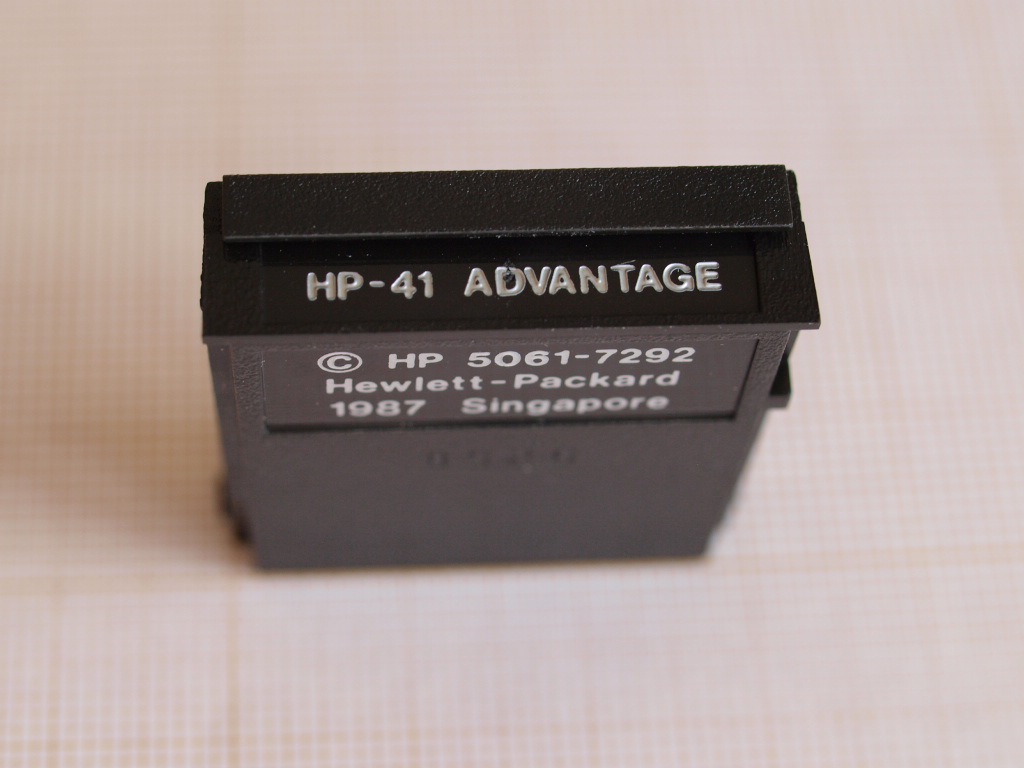 HP-41 ADVANTAGE
© HP 5061-7292
Hewlett-Packard
1987 Singapore